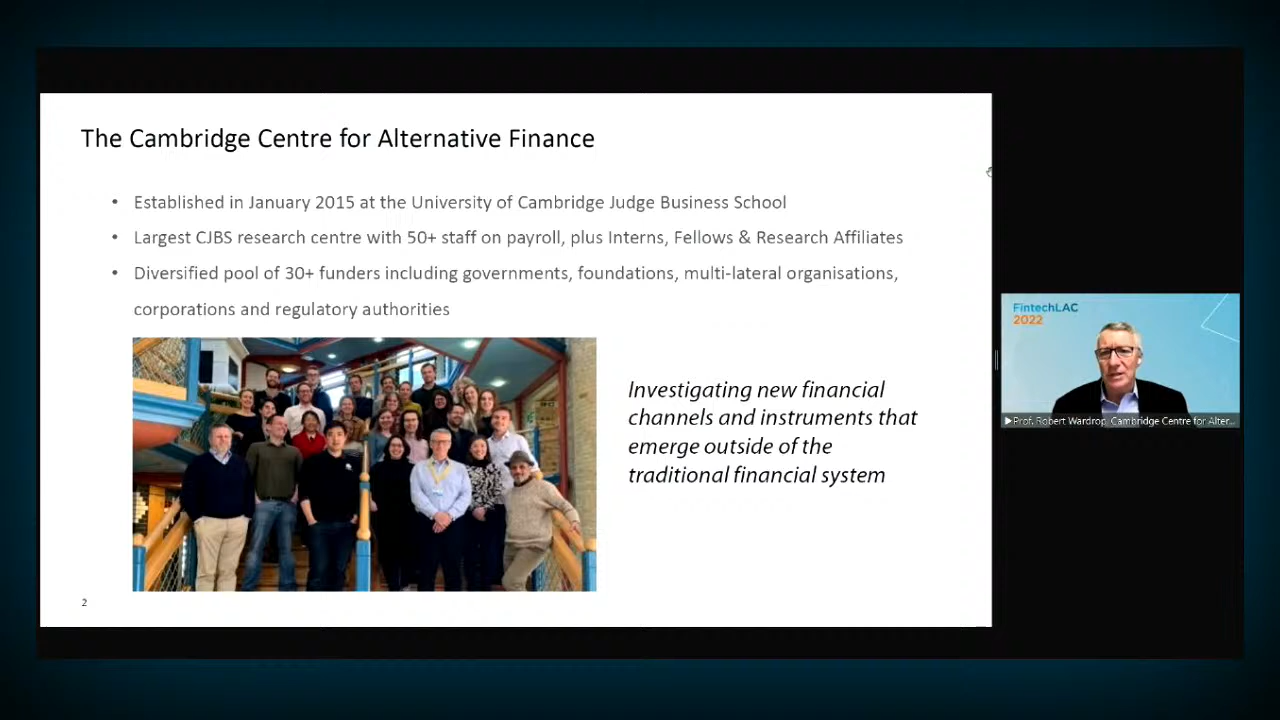 The Cambridge Centre for Alternative Finance
• Established in January 2015 at the University of Cambridge Judge Business School
• Largest CJBS research centre with 50+ staff on payroll, plus Interns, Fellows & Research Affiliates
• Diversified pool of 30+ funders including governments, foundations, multi-lateral organisations,
corporations and regulatory authorities
Investigating new financial
channels and instruments that
emerge outside of the
traditional financial system
2
FintechLAC
2022
Prof. Robert Wardrop, Cambridge Centre for Alter...